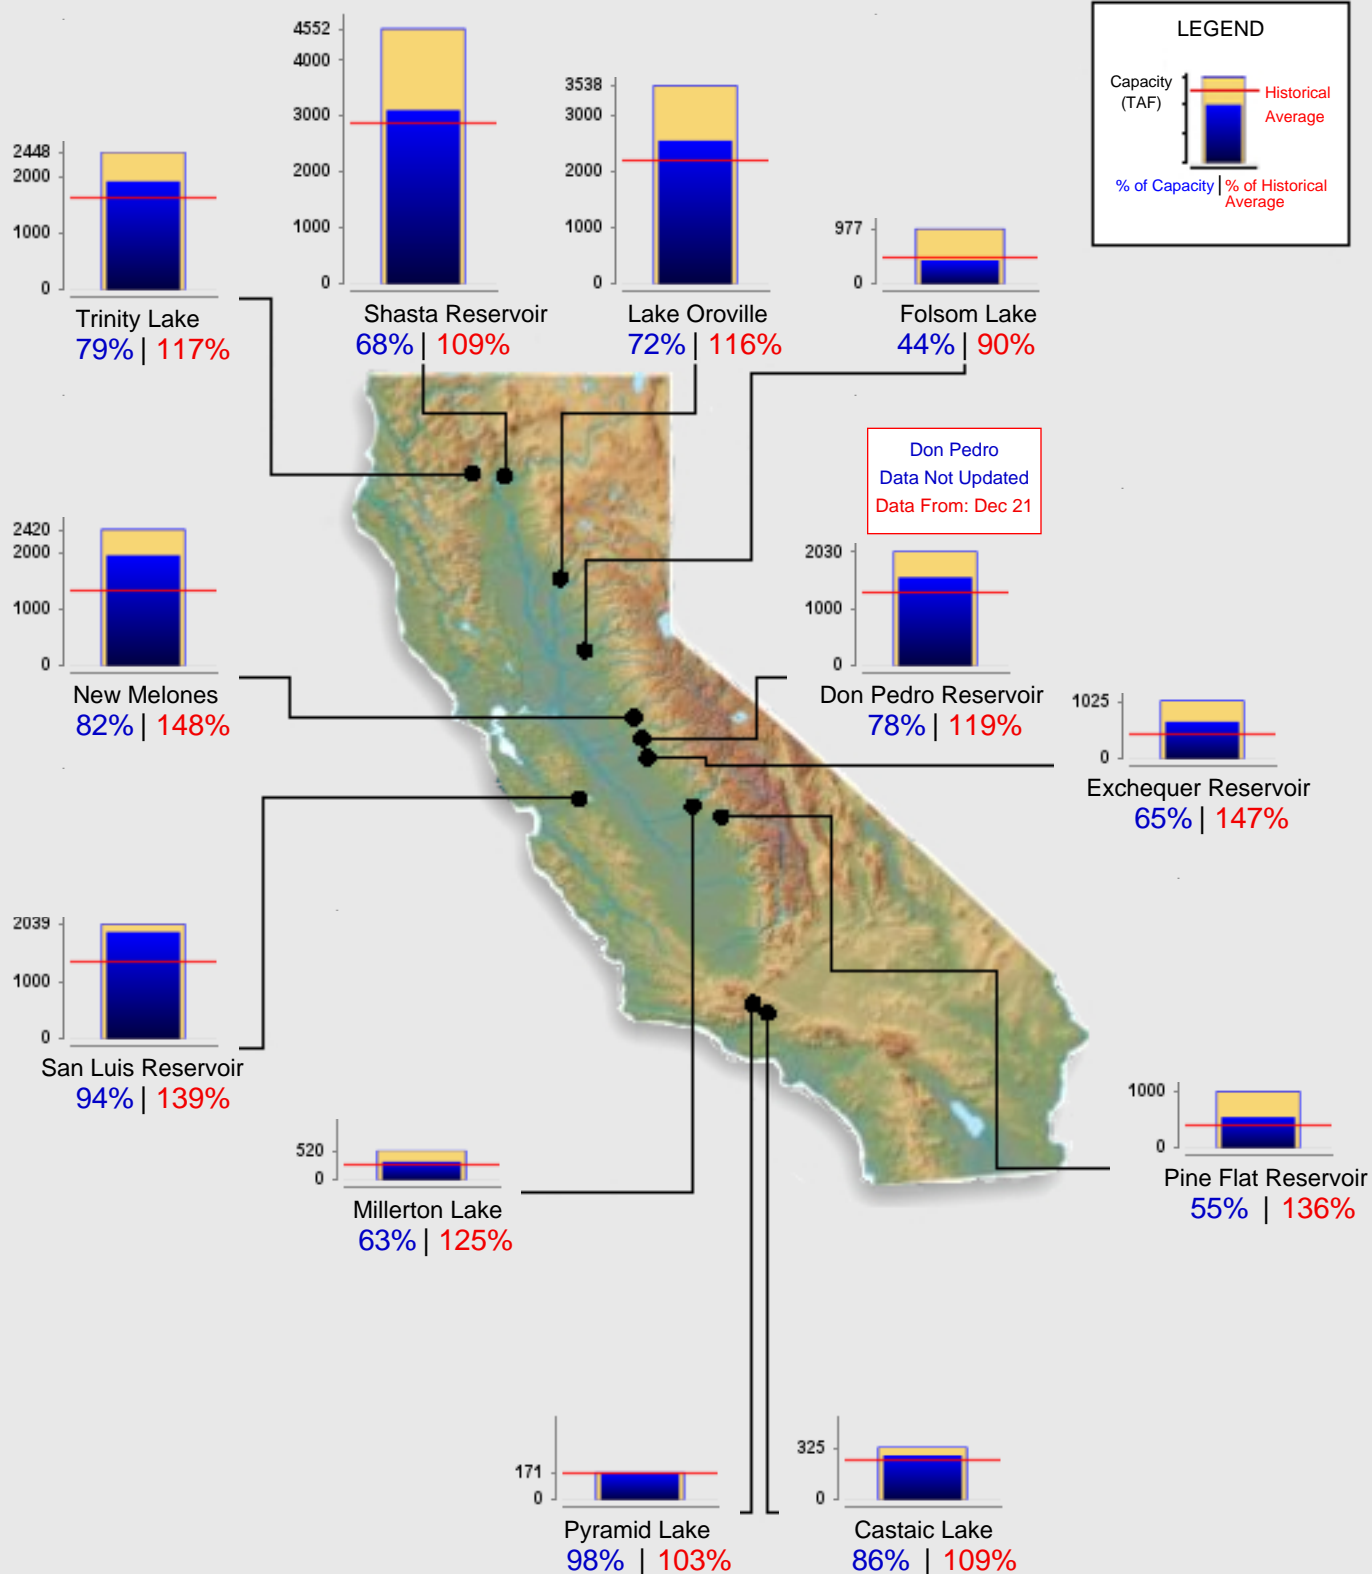 LEGEND
Capacity
(TAF)
Historical
Average
% of Capacity | % of Historical
Average
4552
4000
3000
2000
1000
0
Shasta Reservoir
68% | 109%
3538
3000
2000
1000
0
Lake Oroville
72% | 116%
2448
2000
1000
0
Trinity Lake
79% | 117%
977
0
Folsom Lake
44% | 90%
Don Pedro
Data Not Updated
Data From: Dec 21
2420
2000
1000
0
New Melones
82% | 148%
2030
1000
0
Don Pedro Reservoir
78% | 119%
1025
0
Exchequer Reservoir
65% | 147%
2039
1000
0
San Luis Reservoir
94% | 139%
520
0
Millerton Lake
63% | 125%
1000
0
Pine Flat Reservoir
55% | 136%
171
0
Pyramid Lake
98% | 103%
325
0
Castaic Lake
86% | 109%